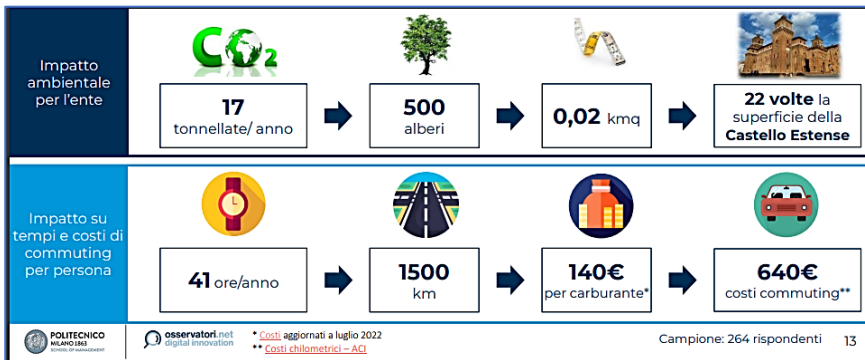 Impatto
ambientale
per l'ente
CO2
17
tonnellate/ anno
500
alberi
0,02 kmq
22 volte la
superficie della
Castello Estense
Impatto su
tempi e costi di
commuting
per persona
41 ore/anno
1500
km
140€
per carburante*
640€
costi commuting**
POLITECNICO
MILANO 1863
SCHOOL OF MANAGEMENT
osservatori.net
digital innovation
* Costi aggiornati a luglio 2022
** Costi chilometrici – ACI
Campione: 264 rispondenti
13